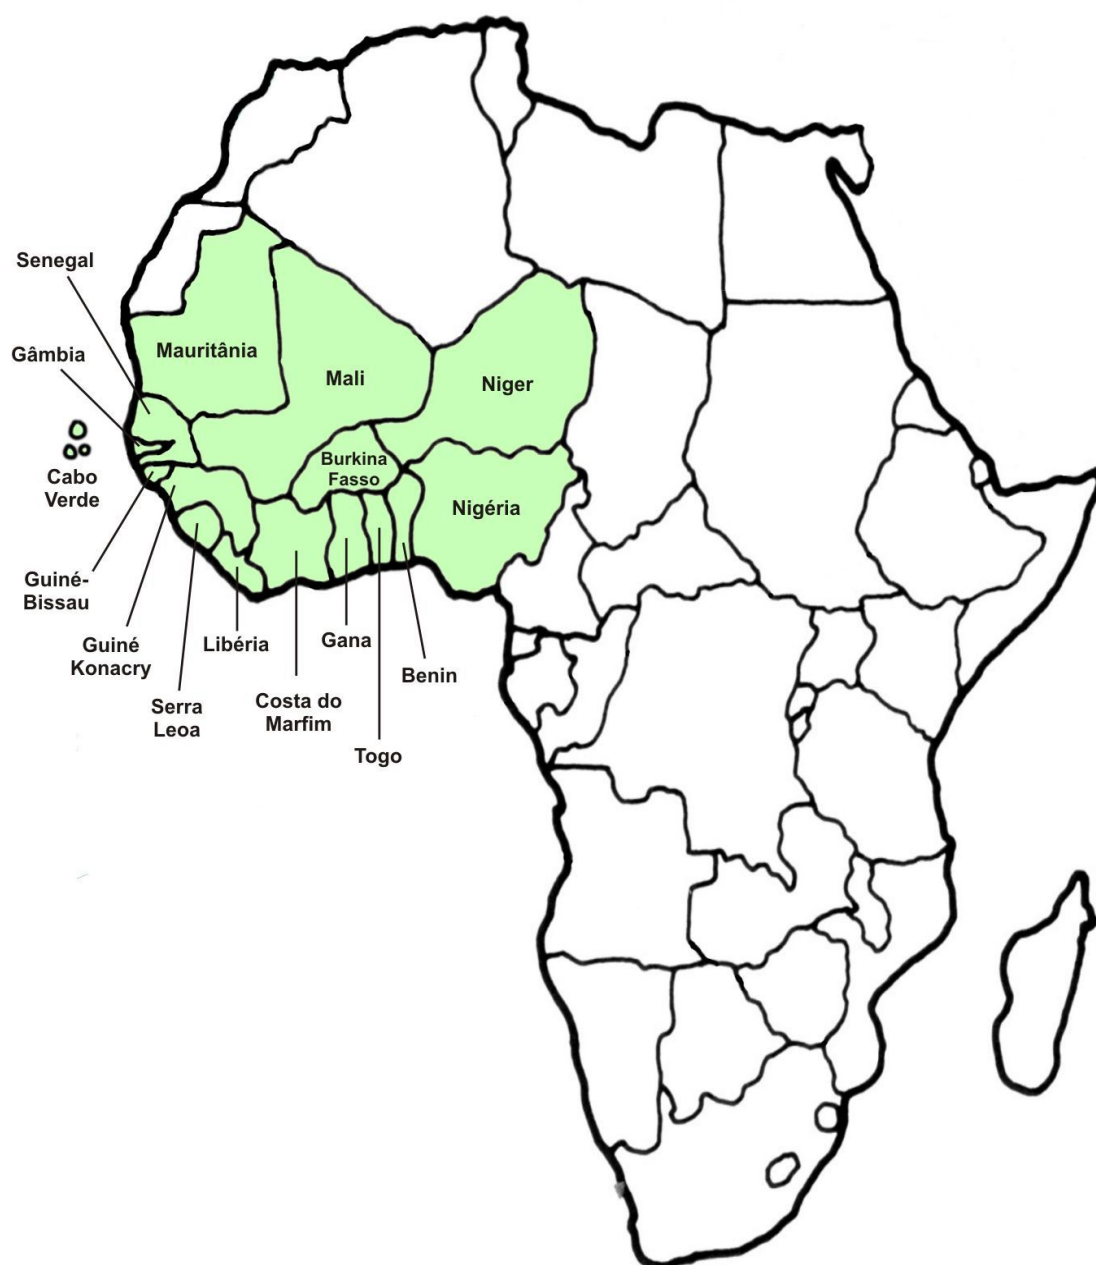 Senegal
Gâmbia
Mauritânia
Mali
Niger
Cabo
Verde
Burkina
Fasso
Nigéria
Guiné-
Bissau
Guiné
Konacry
Serra
Leoa
Libéria
Costa do
Marfim
Gana
Togo
Benin